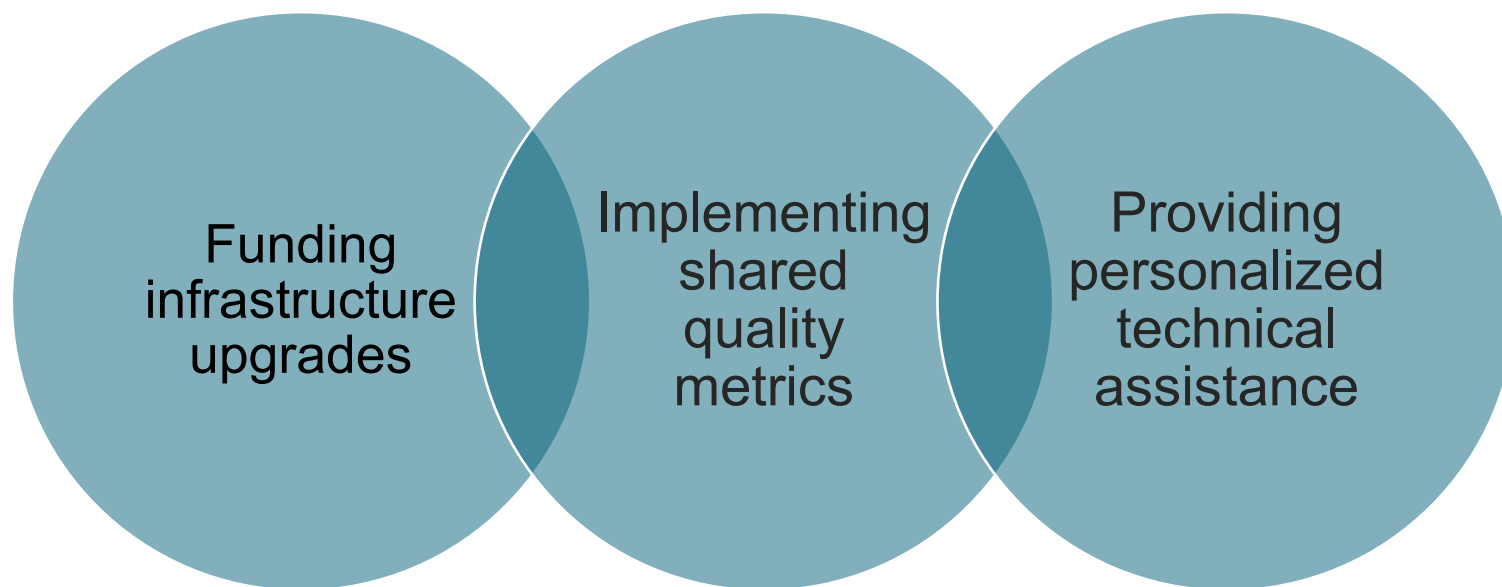 Funding
infrastructure
upgrades
Implementing
shared
quality
metrics
Providing
personalized
technical
assistance